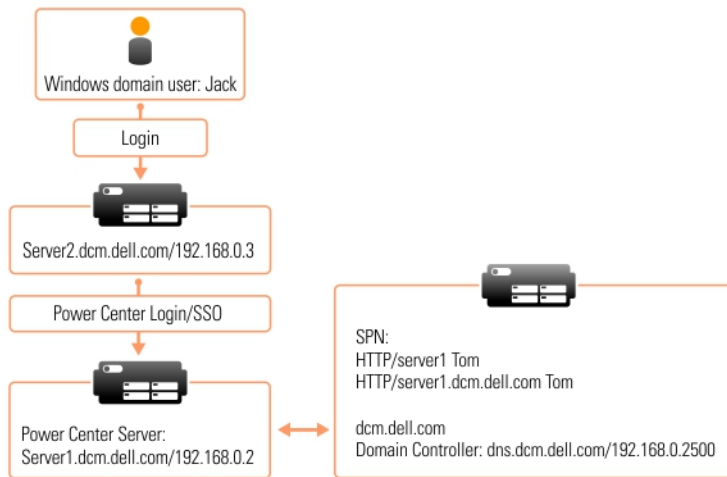 Windows domain user: Jack
Login
Server2.dcm.dell.com/192.168.0.3
Power Center Login/SSO
Power Center Server:
Server1.dcm.dell.com/192.168.0.2
SPN:
HTTP/server1 Tom
HTTP/server1.dcm.dell.com Tom
dcm.dell.com
Domain Controller: dns.dcm.dell.com/192.168.0.2500